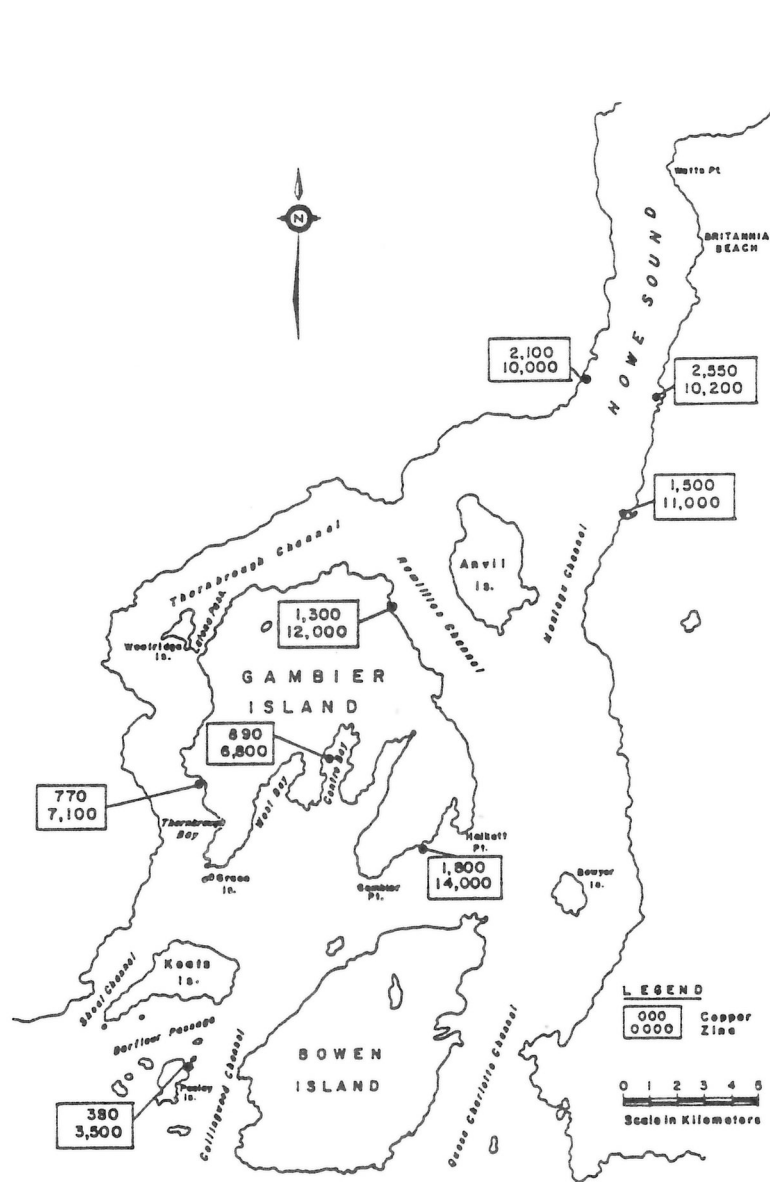 Watts Pt.
BRITANNIA
BEACH
N
HOWE SOUND
2,100
10,000
2,550
10,200
1,500
11,000
Thornbrough Channel
Anvil
Is.
Ramillies Channel
Montagu Channel
1,300
12,000
Woolridge
Is.
GAMBIER
ISLAND
890
6,800
Centre Bay
West Bay
770
7,100
Thornbrough
Bay
Halkett
Pt.
1,800
14,000
Grace
Is.
Gambier
Pt.
Bowyer
Is.
Shoal Channel
Keats
Is.
LEGEND
000
0000
Copper
Zinc
Barfleur Passage
BOWEN
ISLAND
Collingwood Channel
Queen Charlotte Channel
Pasley
Is.
380
3,500
0 1 2 3 4 5
Scale in Kilometers